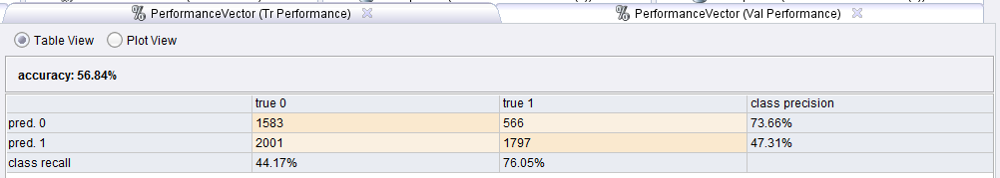 PerformanceVector (Tr Performance) PerformanceVector (Val Performance)
Table View Plot View
accuracy: 56.84%
true 0 true 1 class precision
pred. 0 1583 566 73.66%
pred. 1 2001 1797 47.31%
class recall 44.17% 76.05%